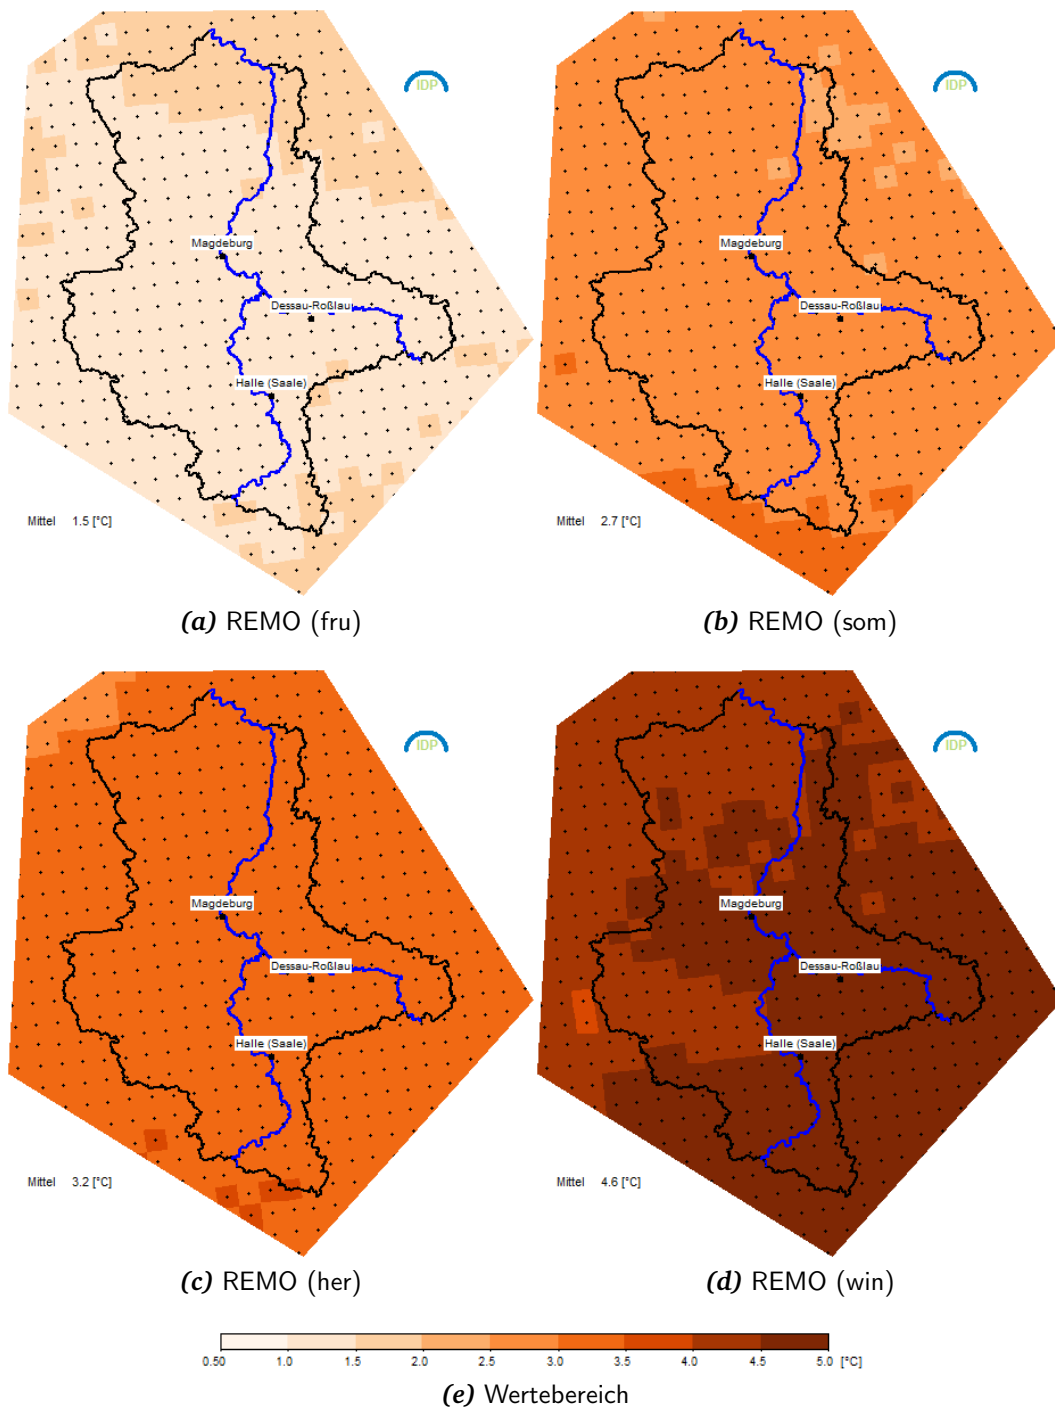 IDP
IDP
Magdeburg
Magdeburg
Dessau-Roßlau
Dessau-Roßlau
Halle (Saale)
Halle (Saale)
Mittel 1.5 [°C]
Mittel 2.7 [°C]
(a) REMO (fru)
(b) REMO (som)
IDP
IDP
Magdeburg
Magdeburg
Dessau-Roßlau
Dessau-Roßlau
Halle (Saale)
Halle (Saale)
Mittel 3.2 [°C]
Mittel 4.6 [°C]
(c) REMO (her)
(d) REMO (win)
0.50 1.0 1.5 2.0 2.5 3.0 3.5 4.0 4.5 5.0 [°C]
(e) Wertebereich